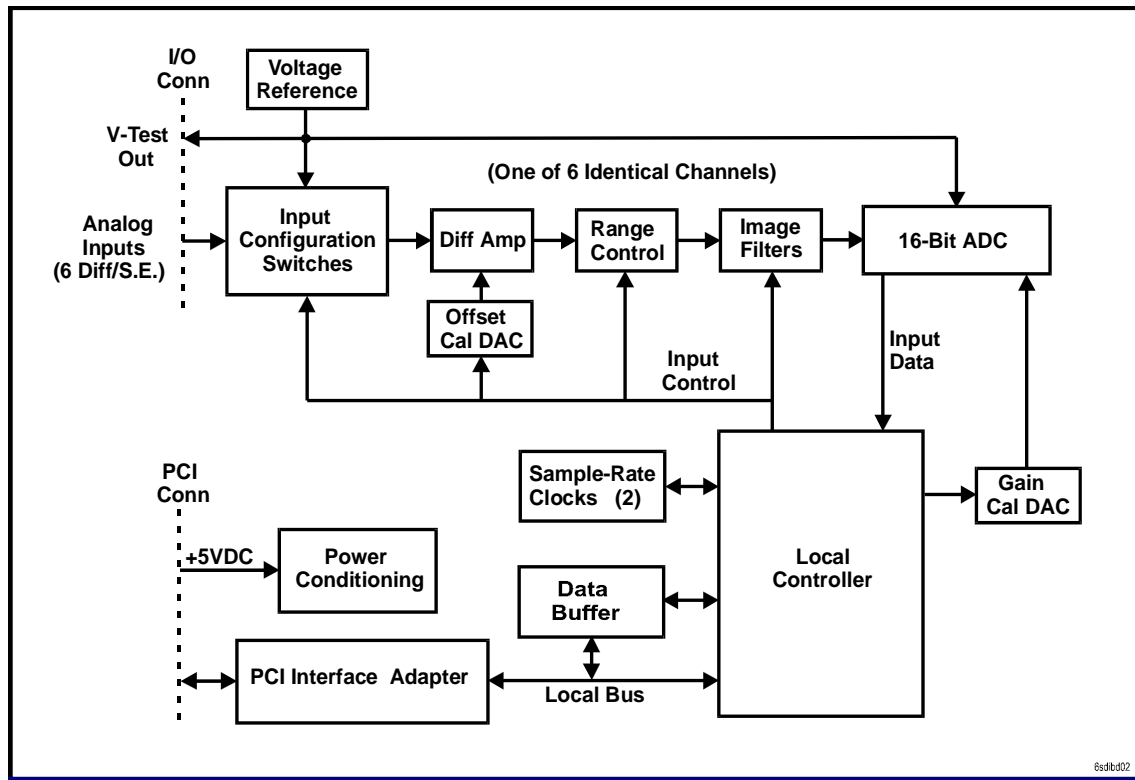 I/O
Conn
Voltage
Reference
V-Test
Out
(One of 6 Identical Channels)
Analog
Inputs
(6 Diff/S.E.)
Input
Configuration
Switches
Diff Amp
Range
Control
Image
Filters
16-Bit ADC
Offset
Cal DAC
Input
Control
Input
Data
PCI
Conn
Sample-Rate
Clocks (2)
Gain
Cal DAC
+5VDC
Power
Conditioning
Local
Controller
Data
Buffer
PCI Interface Adapter
Local Bus
6sdibd02